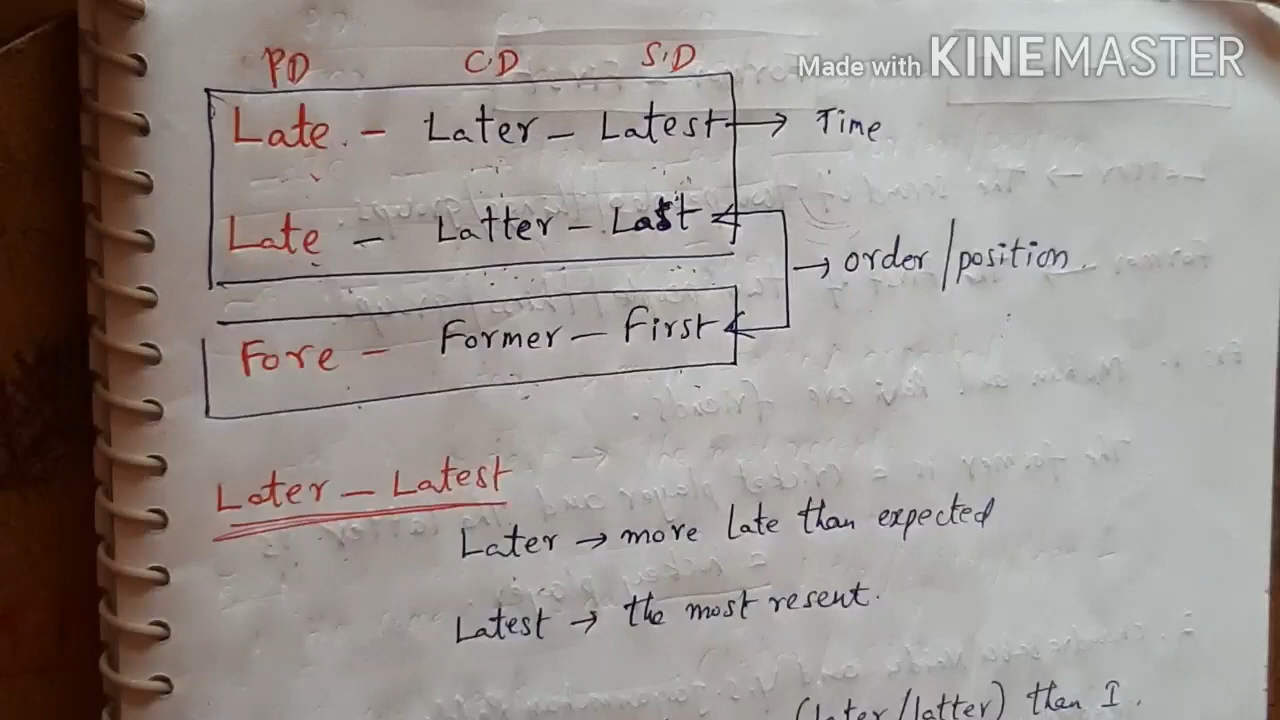 Made with KINEMASTER
PD CD S.D
Late - Later - Latest → Time
Late - Latter - Last
→ order/position
Fore - Former - First
Later - Latest
Later → more late than expected
Latest → the most resent.
(later/latter) than I.